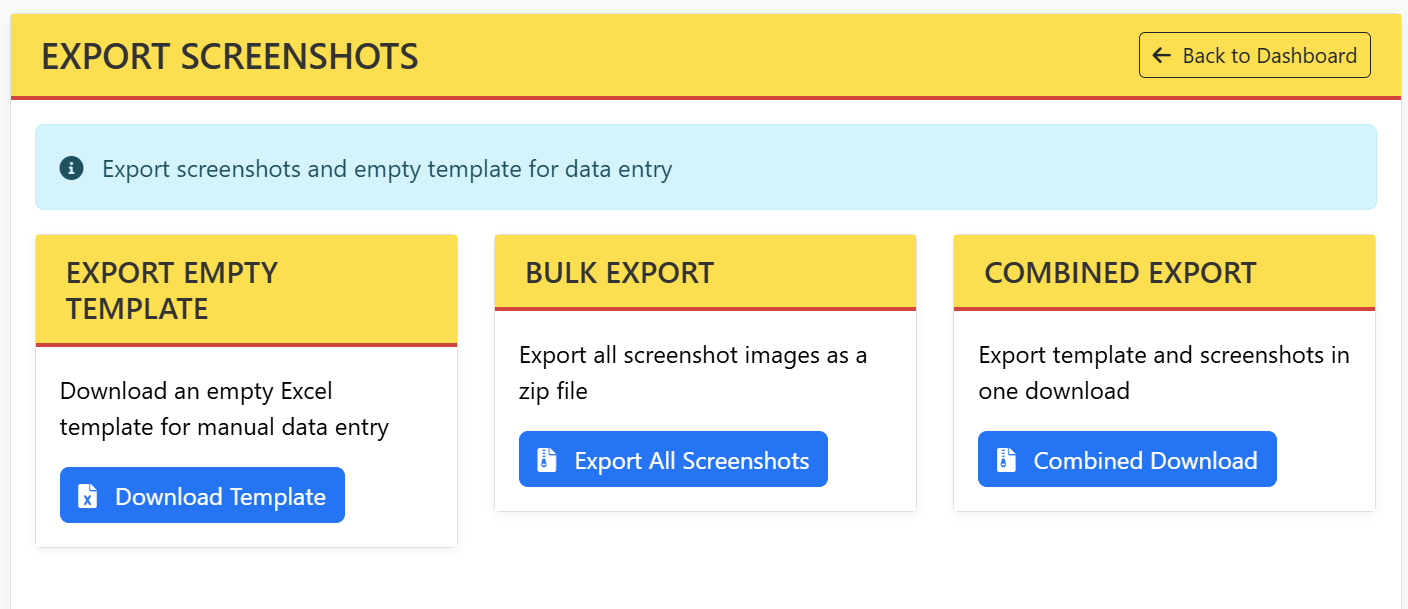 EXPORT SCREENSHOTS
Back to Dashboard
Export screenshots and empty template for data entry
EXPORT EMPTY
TEMPLATE
Download an empty Excel
template for manual data entry
Download Template
BULK EXPORT
Export all screenshot images as a
zip file
Export All Screenshots
COMBINED EXPORT
Export template and screenshots in
one download
Combined Download